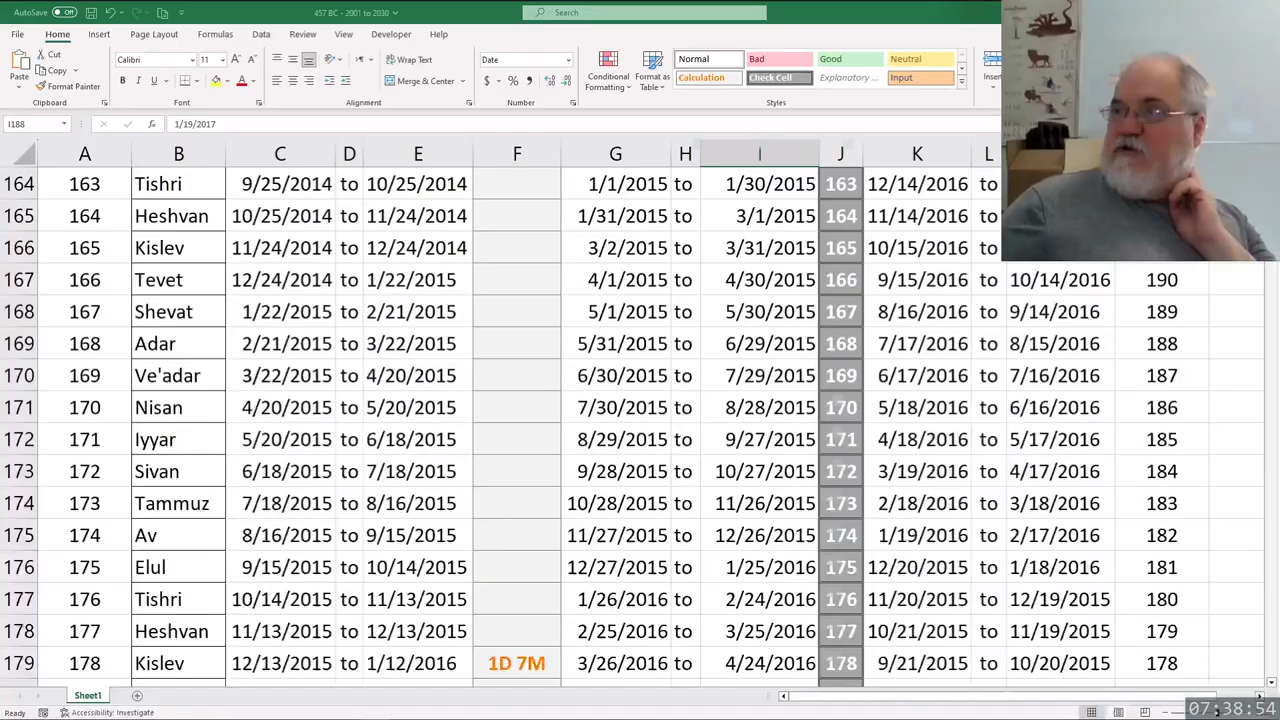 AutoSave Off 457 BC - 2001 to 2030 Search
File Home Insert Page Layout Formulas Data Review View Developer Help
Cut
Copy
Format Painter
Paste
Clipboard
Calibri 11
B I U
Font
Wrap Text
Merge & Center
Alignment
Date
$ % ,
Number
Conditional Formatting
Format as Table
Normal Bad Good Neutral
Calculation Check Cell Explanatory ... Input
Styles
I188 fx 1/19/2017
A B C D E F G H I J K L
164 163 Tishri 9/25/2014 to 10/25/2014 1/1/2015 to 1/30/2015 163 12/14/2016 to
165 164 Heshvan 10/25/2014 to 11/24/2014 1/31/2015 to 3/1/2015 164 11/14/2016 to
166 165 Kislev 11/24/2014 to 12/24/2014 3/2/2015 to 3/31/2015 165 10/15/2016 to
167 166 Tevet 12/24/2014 to 1/22/2015 4/1/2015 to 4/30/2015 166 9/15/2016 to 10/14/2016 190
168 167 Shevat 1/22/2015 to 2/21/2015 5/1/2015 to 5/30/2015 167 8/16/2016 to 9/14/2016 189
169 168 Adar 2/21/2015 to 3/22/2015 5/31/2015 to 6/29/2015 168 7/17/2016 to 8/15/2016 188
170 169 Ve'adar 3/22/2015 to 4/20/2015 6/30/2015 to 7/29/2015 169 6/17/2016 to 7/16/2016 187
171 170 Nisan 4/20/2015 to 5/20/2015 7/30/2015 to 8/28/2015 170 5/18/2016 to 6/16/2016 186
172 171 Iyyar 5/20/2015 to 6/18/2015 8/29/2015 to 9/27/2015 171 4/18/2016 to 5/17/2016 185
173 172 Sivan 6/18/2015 to 7/18/2015 9/28/2015 to 10/27/2015 172 3/19/2016 to 4/17/2016 184
174 173 Tammuz 7/18/2015 to 8/16/2015 10/28/2015 to 11/26/2015 173 2/18/2016 to 3/18/2016 183
175 174 Av 8/16/2015 to 9/15/2015 11/27/2015 to 12/26/2015 174 1/19/2016 to 2/17/2016 182
176 175 Elul 9/15/2015 to 10/14/2015 12/27/2015 to 1/25/2016 175 12/20/2015 to 1/18/2016 181
177 176 Tishri 10/14/2015 to 11/13/2015 1/26/2016 to 2/24/2016 176 11/20/2015 to 12/19/2015 180
178 177 Heshvan 11/13/2015 to 12/13/2015 2/25/2016 to 3/25/2016 177 10/21/2015 to 11/19/2015 179
179 178 Kislev 12/13/2015 to 1/12/2016 1D 7M 3/26/2016 to 4/24/2016 178 9/21/2015 to 10/20/2015 178
Sheet1
Ready Accessibility: Investigate
07:38:54